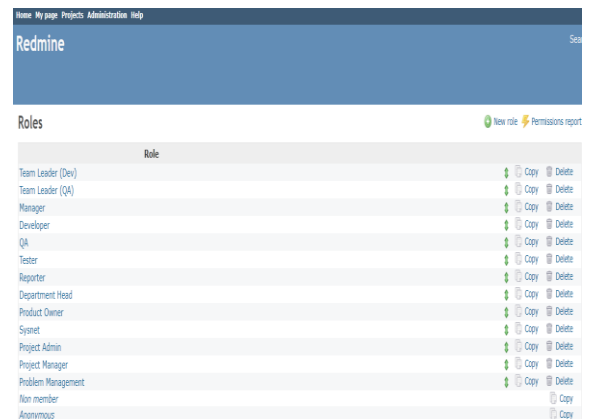 Home My page Projects Administration Help
Redmine
Roles
New role Permissions report
Role
Team Leader (Dev) Copy Delete
Team Leader (QA) Copy Delete
Manager Copy Delete
Developer Copy Delete
QA Copy Delete
Tester Copy Delete
Reporter Copy Delete
Department Head Copy Delete
Product Owner Copy Delete
Sysnet Copy Delete
Project Admin Copy Delete
Project Manager Copy Delete
Problem Management Copy Delete
Non member Copy
Anonymous Copy